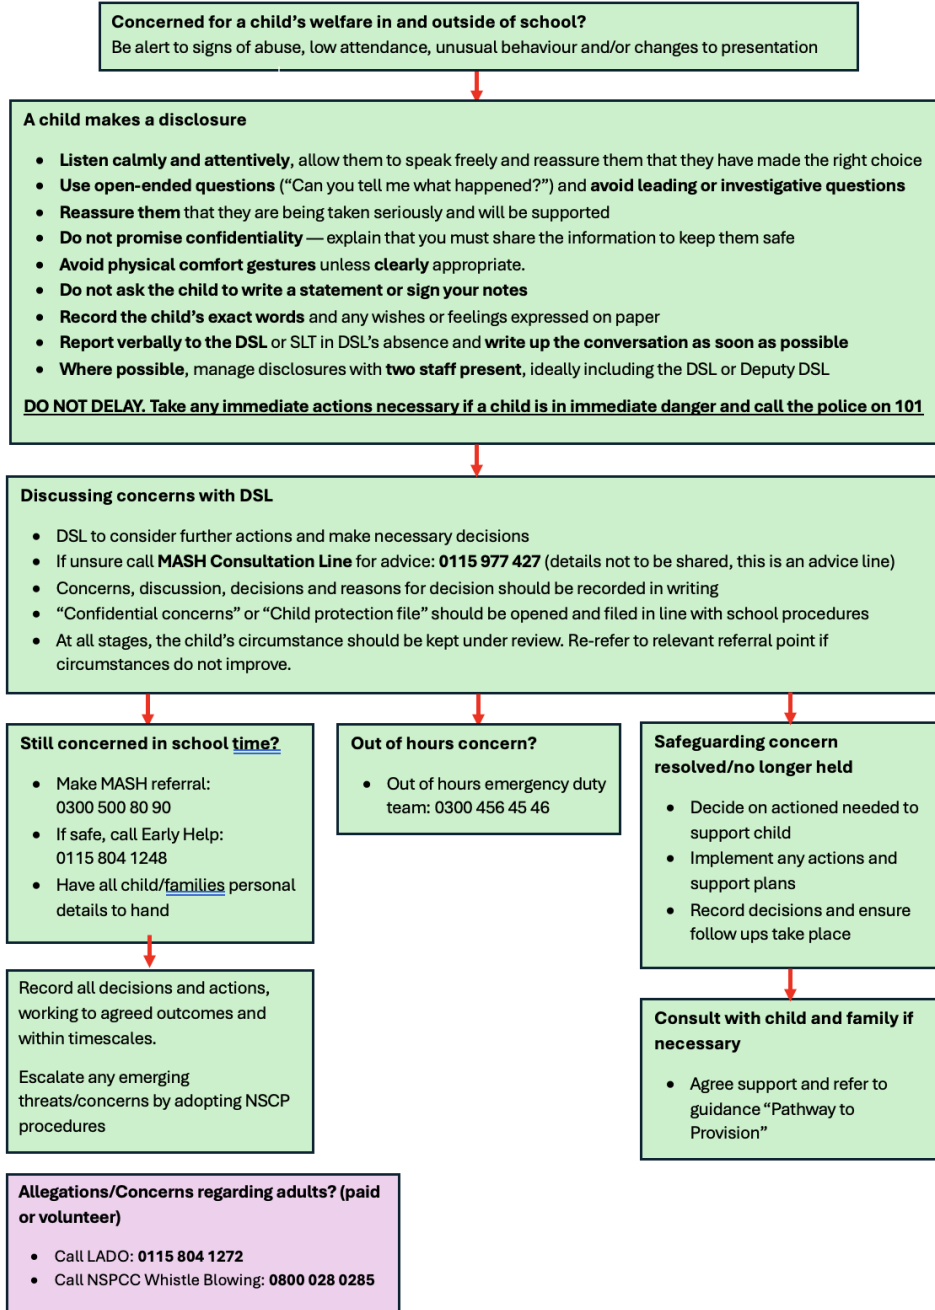 Concerned for a child’s welfare in and outside of school?
Be alert to signs of abuse, low attendance, unusual behaviour and/or changes to presentation
A child makes a disclosure
• Listen calmly and attentively, allow them to speak freely and reassure them that they have made the right choice
• Use open-ended questions (“Can you tell me what happened?”) and avoid leading or investigative questions
• Reassure them that they are being taken seriously and will be supported
• Do not promise confidentiality — explain that you must share the information to keep them safe
• Avoid physical comfort gestures unless clearly appropriate.
• Do not ask the child to write a statement or sign your notes
• Record the child’s exact words and any wishes or feelings expressed on paper
• Report verbally to the DSL or SLT in DSL’s absence and write up the conversation as soon as possible
• Where possible, manage disclosures with two staff present, ideally including the DSL or Deputy DSL
DO NOT DELAY. Take any immediate actions necessary if a child is in immediate danger and call the police on 101
Discussing concerns with DSL
• DSL to consider further actions and make necessary decisions
• If unsure call MASH Consultation Line for advice: 0115 977 427 (details not to be shared, this is an advice line)
• Concerns, discussion, decisions and reasons for decision should be recorded in writing
• “Confidential concerns” or “Child protection file” should be opened and filed in line with school procedures
• At all stages, the child’s circumstance should be kept under review. Re-refer to relevant referral point if
circumstances do not improve.
Still concerned in school time?
• Make MASH referral:
0300 500 80 90
• If safe, call Early Help:
0115 804 1248
• Have all child/families personal
details to hand
Record all decisions and actions,
working to agreed outcomes and
within timescales.
Escalate any emerging
threats/concerns by adopting NSCP
procedures
Out of hours concern?
• Out of hours emergency duty
team: 0300 456 45 46
Safeguarding concern
resolved/no longer held
• Decide on actioned needed to
support child
• Implement any actions and
support plans
• Record decisions and ensure
follow ups take place
Consult with child and family if
necessary
• Agree support and refer to
guidance “Pathway to
Provision”
Allegations/Concerns regarding adults? (paid
or volunteer)
• Call LADO: 0115 804 1272
• Call NSPCC Whistle Blowing: 0800 028 0285